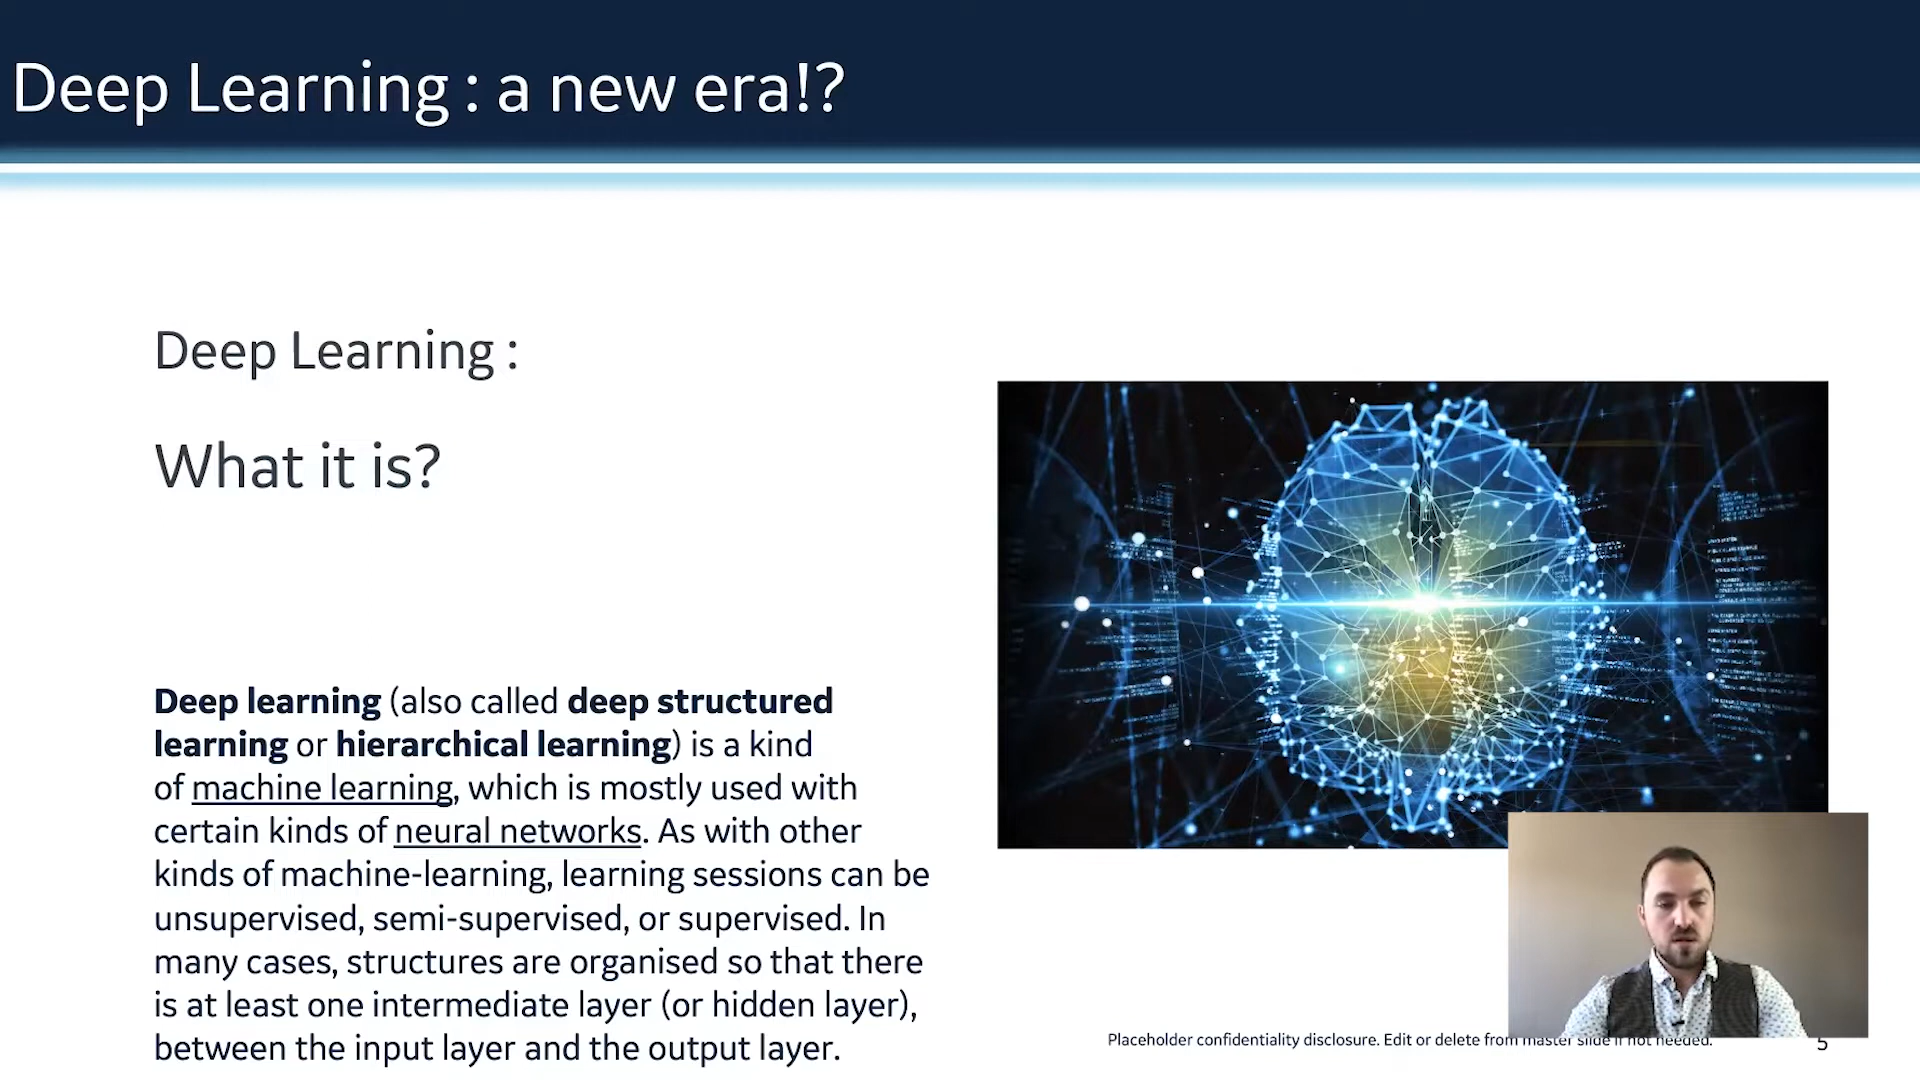 Deep Learning : a new era!?
Deep Learning :
What it is?
Deep learning (also called deep structured
learning or hierarchical learning) is a kind
of machine learning, which is mostly used with
certain kinds of neural networks. As with other
kinds of machine-learning, learning sessions can be
unsupervised, semi-supervised, or supervised. In
many cases, structures are organised so that there
is at least one intermediate layer (or hidden layer),
between the input layer and the output layer.
Placeholder confidentiality disclosure. Edit or delete from master slide if not needed.
5